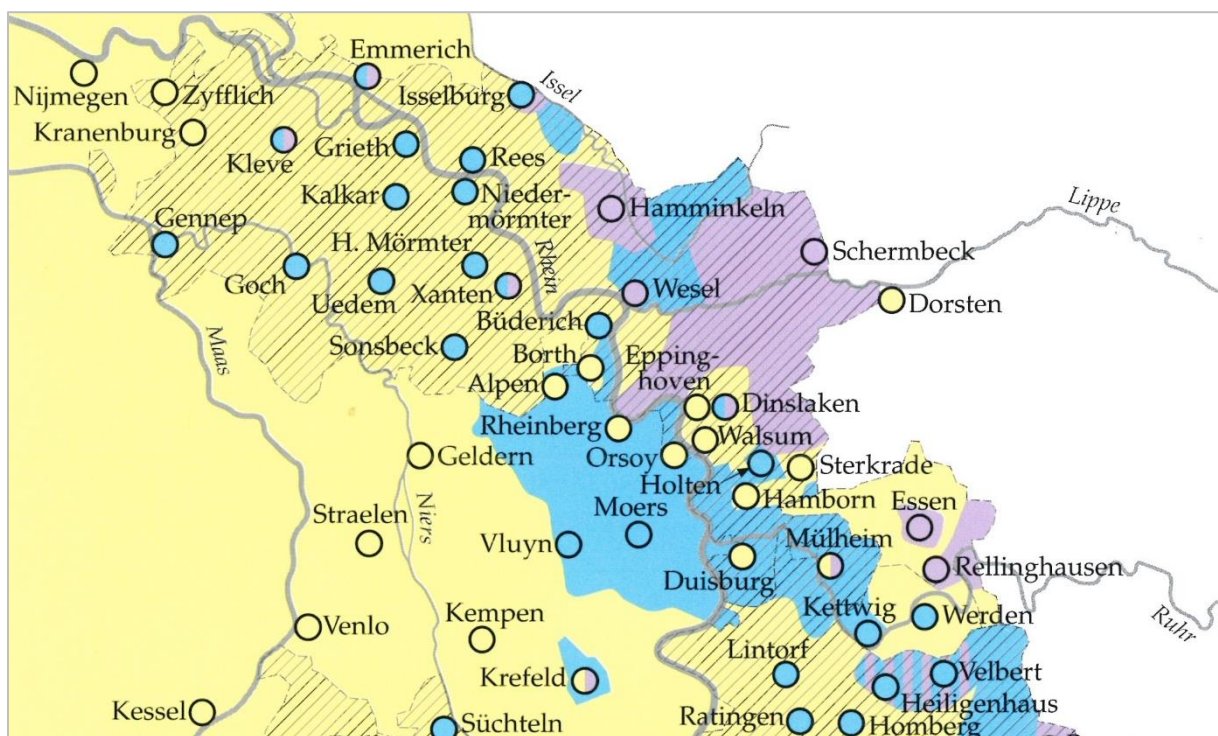 Emmerich
Issel
Isselburg
Nijmegen
Zyfflich
Kranenburg
Kleve
Grieth
Rees
Kalkar
Nieder-
mörmter
Hamminkeln
Lippe
Gennep
H. Mörmter
Rhein
Schermbeck
Goch
Uedem
Xanten
Wesel
Dorsten
Büderich
Maas
Sonsbeck
Borth
Epping-
hoven
Alpen
Dinslaken
Rheinberg
Walsum
Geldern
Orsoy
Sterkrade
Holten
Hamborn
Essen
Niers
Straelen
Moers
Vluyn
Mülheim
Duisburg
Rellinghausen
Kettwig
Werden
Ruhr
Venlo
Kempen
Lintorf
Velbert
Krefeld
Heiligenhaus
Kessel
Süchteln
Ratingen
Homberg